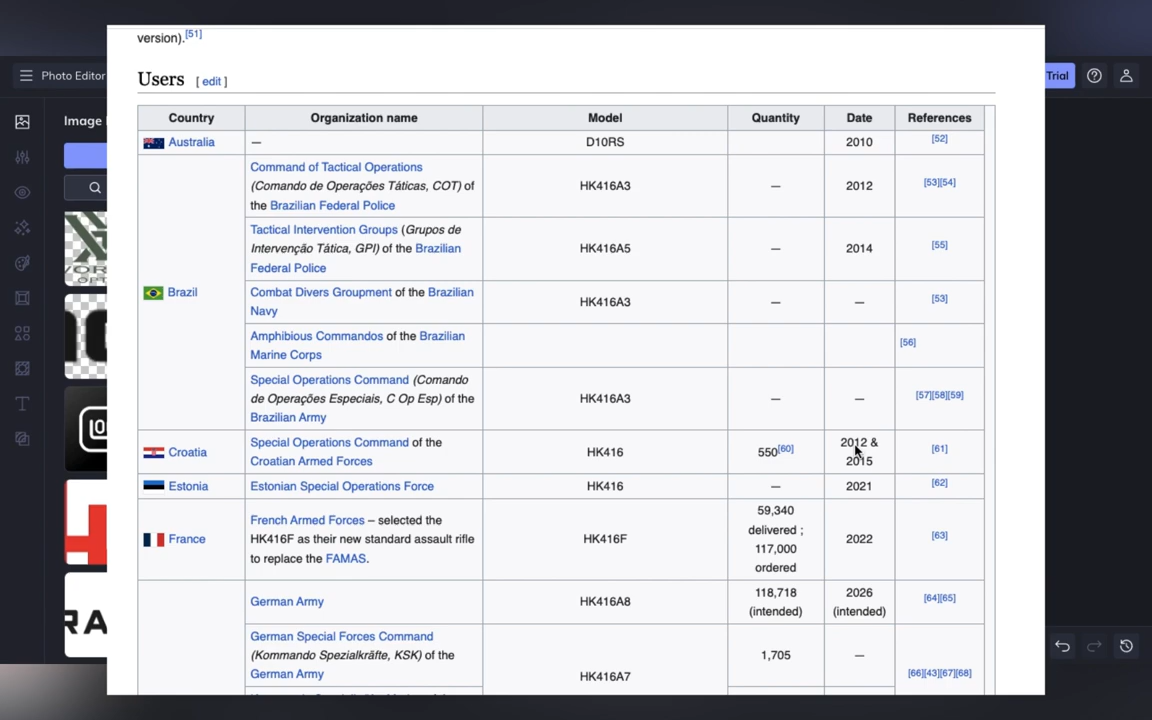 version).[51]
Users [ edit ]
Photo Editor
Trial
Image
Country Organization name Model Quantity Date References
Australia — D10RS 2010 [52]
Brazil
Command of Tactical Operations
(Comando de Operações Táticas, COT) of
the Brazilian Federal Police
HK416A3 — 2012 [53][54]
Tactical Intervention Groups (Grupos de
Intervenção Tática, GPI) of the Brazilian
Federal Police
HK416A5 — 2014 [55]
Combat Divers Groupment of the Brazilian
Navy
HK416A3 — — [53]
Amphibious Commandos of the Brazilian
Marine Corps
[56]
Special Operations Command (Comando
de Operações Especiais, C Op Esp) of the
Brazilian Army
HK416A3 — — [57][58][59]
Croatia
Special Operations Command of the
Croatian Armed Forces
HK416 550[60]
2012 &
2015
[61]
Estonia Estonian Special Operations Force HK416 — 2021 [62]
France
French Armed Forces – selected the
HK416F as their new standard assault rifle
to replace the FAMAS.
HK416F
59,340
delivered ;
117,000
ordered
2022 [63]
German Army HK416A8
118,718
(intended)
2026
(intended)
[64][65]
German Special Forces Command
(Kommando Spezialkräfte, KSK) of the
German Army
HK416A7 1,705 — [66][43][67][68]